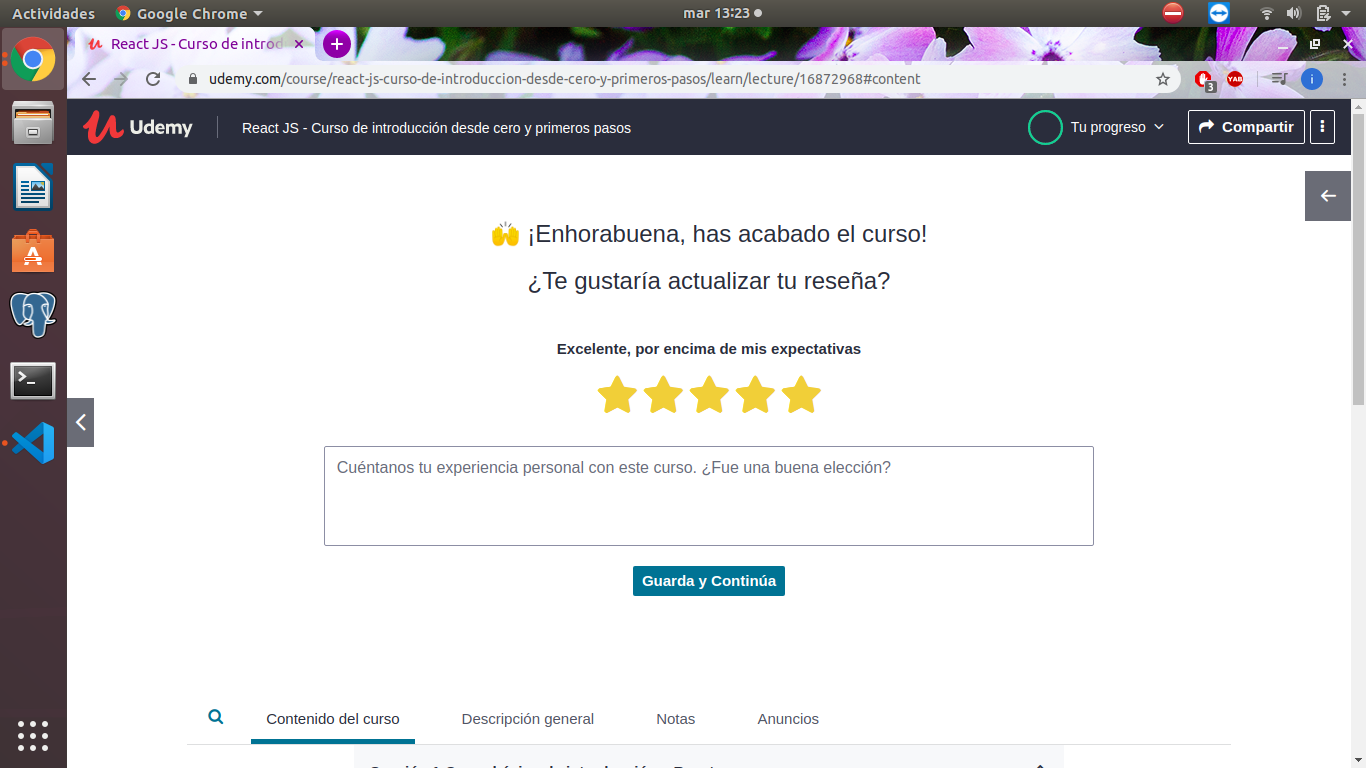 Actividades Google Chrome mar 13:23
React JS - Curso de introd
udemy.com/course/react-js-curso-de-introduccion-desde-cero-y-primeros-pasos/learn/lecture/16872968#content
3 YAB i
Udemy React JS - Curso de introducción desde cero y primeros pasos Tu progreso Compartir
¡Enhorabuena, has acabado el curso!
¿Te gustaría actualizar tu reseña?
Excelente, por encima de mis expectativas
Cuéntanos tu experiencia personal con este curso. ¿Fue una buena elección?
Guarda y Continúa
Contenido del curso Descripción general Notas Anuncios